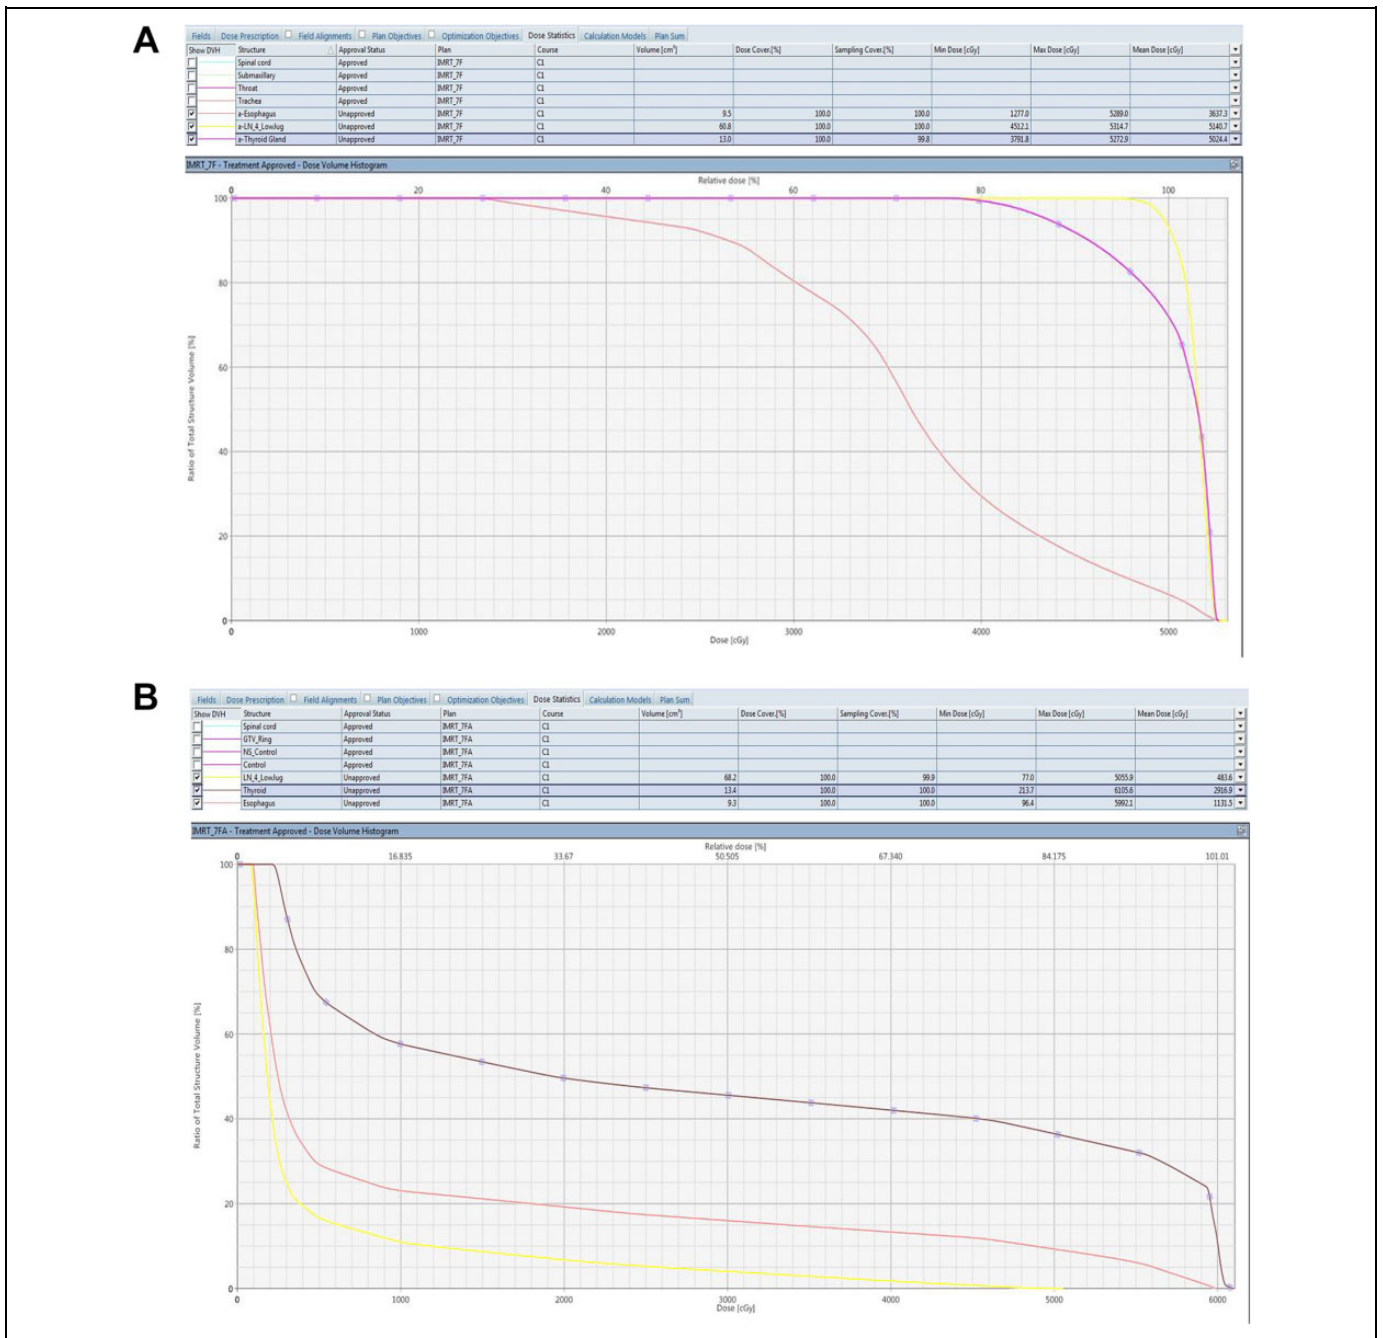 A
Fields Dose Prescription Field Alignments Plan Objectives Optimization Objectives Dose Statistics Calculation Models Plan Sum
Show DVH Structure Approval Status Plan Course Volume [cm³] Dose Cover.[%] Sampling Cover.[%] Min Dose [cGy] Max Dose [cGy] Mean Dose [cGy]
Spinal cord Approved IMRT_7F C1
Submaxillary Approved IMRT_7F C1
Throat Approved IMRT_7F C1
Trachea Approved IMRT_7F C1
a-Esophagus Unapproved IMRT_7F C1 9.5 100.0 100.0 1277.0 5289.0 3637.3
a-LN_4_LowJug Unapproved IMRT_7F C1 60.8 100.0 100.0 4512.1 5314.7 5140.7
a-Thyroid Gland Unapproved IMRT_7F C1 13.0 100.0 99.8 3791.8 5272.9 5024.4
IMRT_7F - Treatment Approved - Dose Volume Histogram
Relative dose [%]
0 20 40 60 80 100
100
80
60
40
20
0
Ratio of Total Structure Volume [%]
0 1000 2000 3000 4000 5000
Dose [cGy]
B
Fields Dose Prescription Field Alignments Plan Objectives Optimization Objectives Dose Statistics Calculation Models Plan Sum
Show DVH Structure Approval Status Plan Course Volume [cm³] Dose Cover.[%] Sampling Cover.[%] Min Dose [cGy] Max Dose [cGy] Mean Dose [cGy]
Spinal cord Approved IMRT_7FA C1
GTV_Ring Approved IMRT_7FA C1
NS_Control Approved IMRT_7FA C1
Control Approved IMRT_7FA C1
LN_4_LowJug Unapproved IMRT_7FA C1 68.2 100.0 99.9 77.0 5055.9 483.6
Thyroid Unapproved IMRT_7FA C1 13.4 100.0 100.0 213.7 6105.6 2916.9
Esophagus Unapproved IMRT_7FA C1 9.3 100.0 100.0 96.4 5992.1 1131.5
IMRT_7FA - Treatment Approved - Dose Volume Histogram
Relative dose [%]
0 16.835 33.67 50.505 67.340 84.175 101.01
100
80
60
40
20
0
Ratio of Total Structure Volume [%]
0 1000 2000 3000 4000 5000 6000
Dose [cGy]